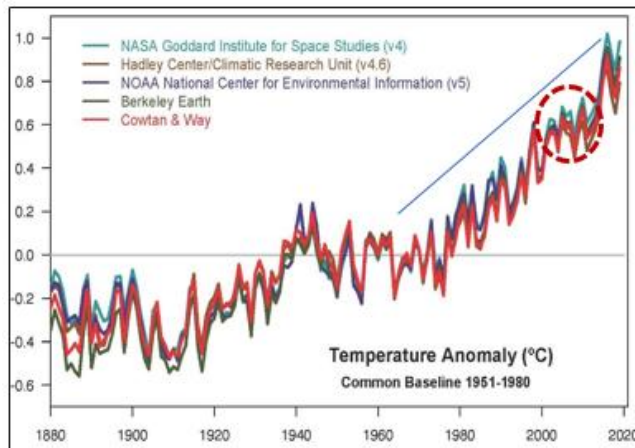 1.0
0.8
0.6
0.4
0.2
0.0
-0.2
-0.4
-0.6
NASA Goddard Institute for Space Studies (v4)
Hadley Center/Climatic Research Unit (v4.6)
NOAA National Center for Environmental Information (v5)
Berkeley Earth
Cowtan & Way
Temperature Anomaly (ºC)
Common Baseline 1951-1980
1880 1900 1920 1940 1960 1980 2000 2020